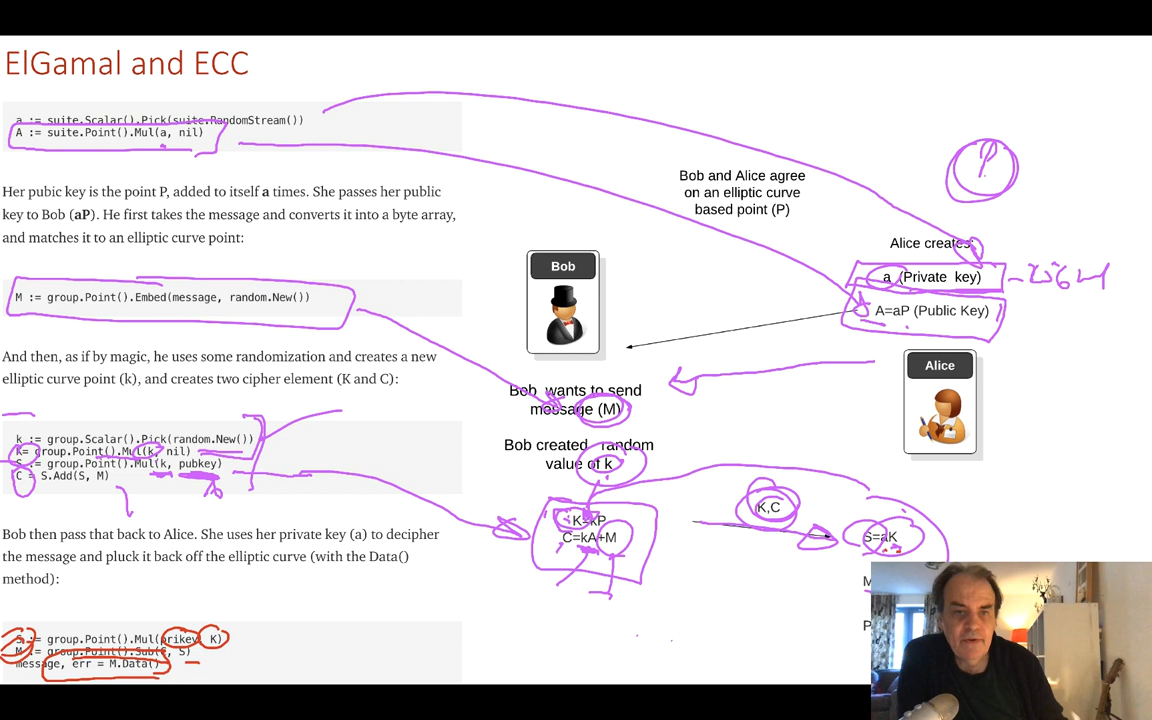 ElGamal and ECC
a := suite.Scalar().Pick(suite.RandomStream())
A := suite.Point().Mul(a, nil)
Her pubic key is the point P, added to itself a times. She passes her public
key to Bob (aP). He first takes the message and converts it into a byte array,
and matches it to an elliptic curve point:
M := group.Point().Embed(message, random.New())
And then, as if by magic, he uses some randomization and creates a new
elliptic curve point (k), and creates two cipher element (K and C):
k := group.Scalar().Pick(random.New())
K= group.Point().Mul(k, nil)
S := group.Point().Mul(k, pubkey)
C = S.Add(S, M)
Bob then pass that back to Alice. She uses her private key (a) to decipher
the message and pluck it back off the elliptic curve (with the Data()
method):
S := group.Point().Mul(prikey, K)
M := group.Point().Sub(C, S)
message, err = M.Data()
Bob and Alice agree
on an elliptic curve
based point (P)
P
Alice creates:
a (Private key)
256
A=aP (Public Key)
Bob
Alice
Bob wants to send
message (M)
Bob created random
value of k
K=kP
C=kA+M
K,C
S=aK
M
P